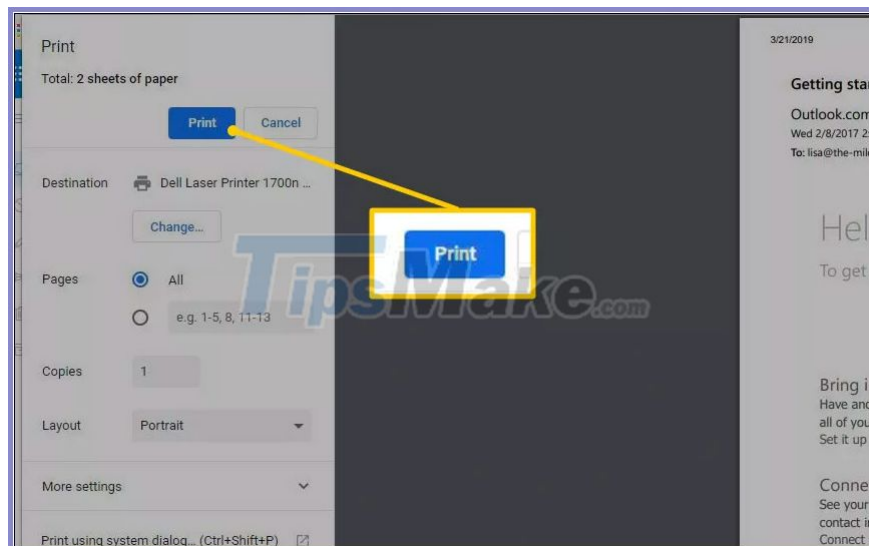 Print
Total: 2 sheets of paper
Print Cancel
Destination Dell Laser Printer 1700n ...
Change...
Pages All
e.g. 1-5, 8, 11-13
Copies 1
Layout Portrait
More settings
Print using system dialog... (Ctrl+Shift+P)
Print
TipsMake.com
3/21/2019
Getting star
Outlook.com
Wed 2/8/2017 2:
To: lisa@the-mil
Hel
To get
Bring i
Have and
all of you
Set it up
Conne
See your
contact i
Connect